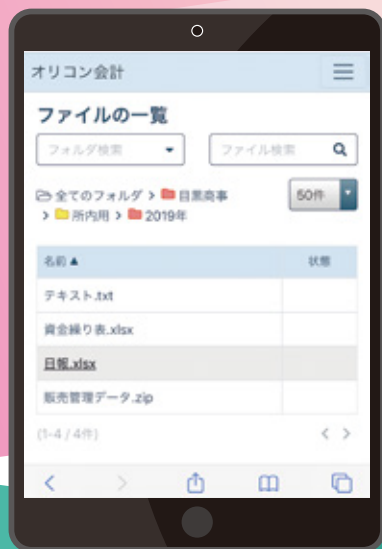 オリコン会計
ファイルの一覧
フォルダ検索
ファイル検索
全てのフォルダ > 目黒商事
50件
> 所内用 > 2019年
名前▲ 状態
テキスト.txt
資金繰り表.xlsx
日報.xlsx
販売管理データ.zip
(1-4 / 4件) < >